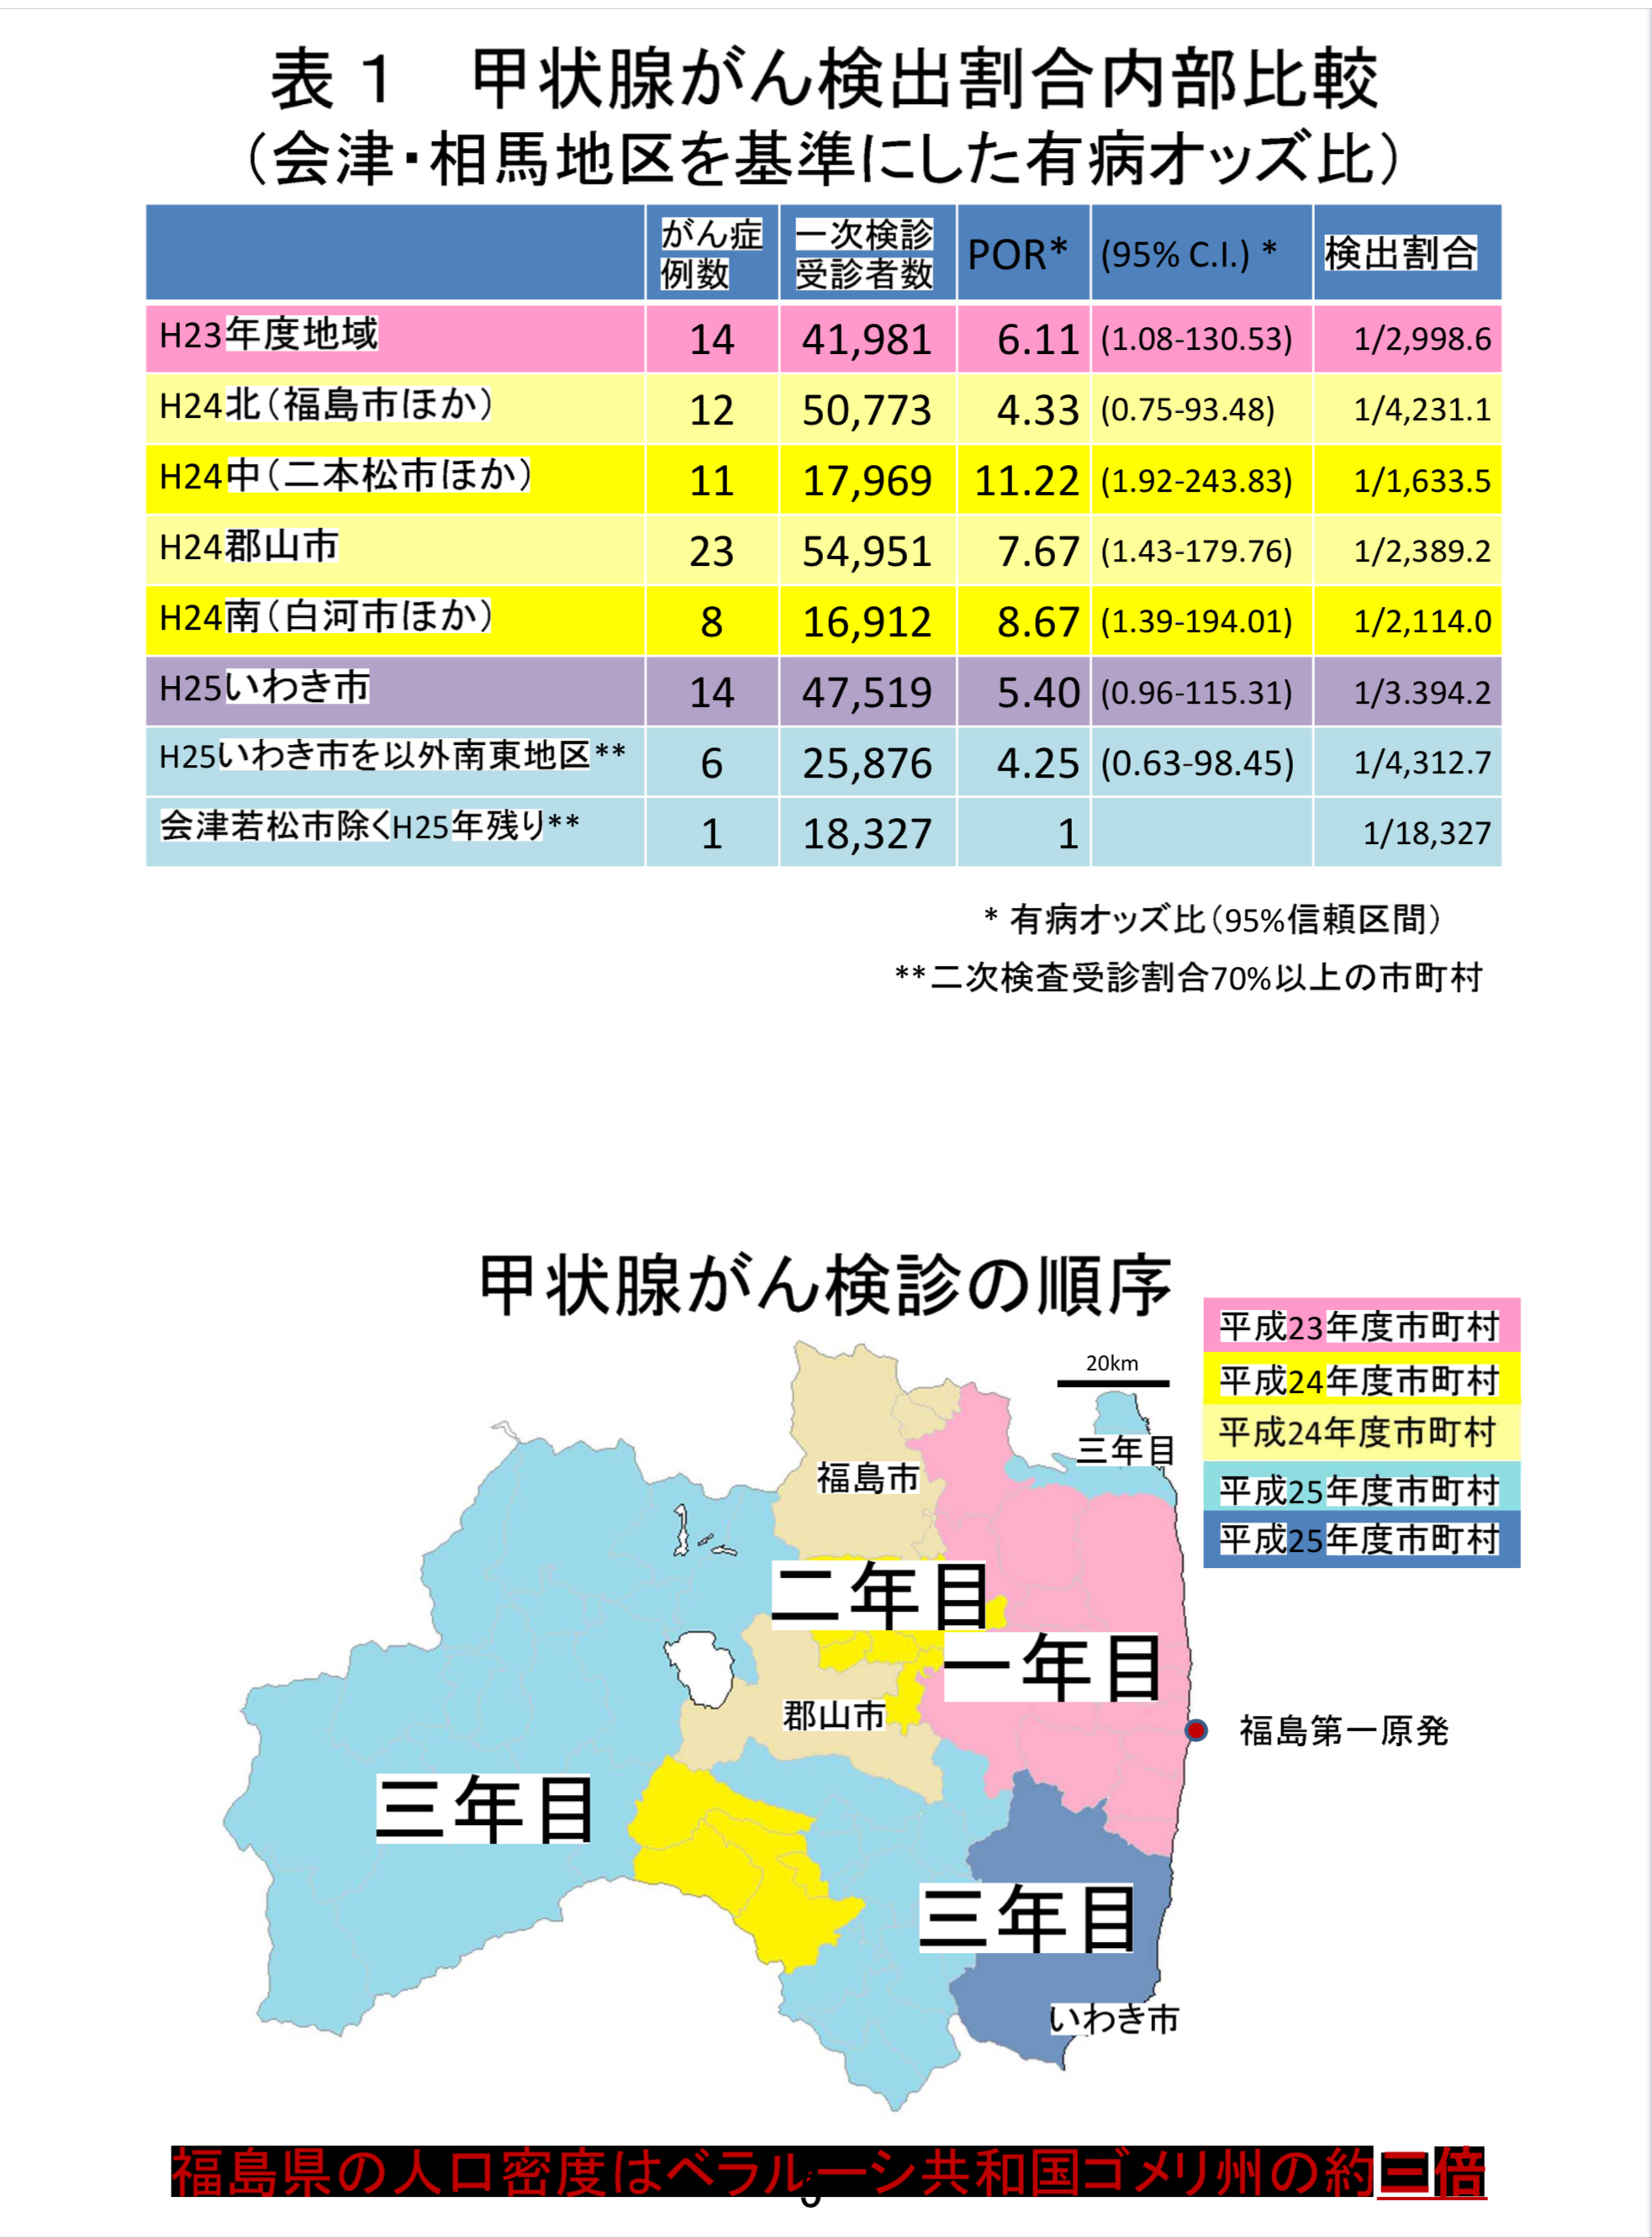 表1 甲状腺がん検出割合内部比較
(会津・相馬地区を基準にした有病オッズ比)
がん症例数 一次検診受診者数 POR* (95% C.I.) * 検出割合
H23年度地域 14 41,981 6.11 (1.08-130.53) 1/2,998.6
H24北(福島市ほか) 12 50,773 4.33 (0.75-93.48) 1/4,231.1
H24中(二本松市ほか) 11 17,969 11.22 (1.92-243.83) 1/1,633.5
H24郡山市 23 54,951 7.67 (1.43-179.76) 1/2,389.2
H24南(白河市ほか) 8 16,912 8.67 (1.39-194.01) 1/2,114.0
H25いわき市 14 47,519 5.40 (0.96-115.31) 1/3.394.2
H25いわき市を以外南東地区** 6 25,876 4.25 (0.63-98.45) 1/4,312.7
会津若松市除くH25年残り** 1 18,327 1 1/18,327
* 有病オッズ比(95%信頼区間)
**二次検査受診割合70%以上の市町村
甲状腺がん検診の順序
平成23年度市町村
平成24年度市町村
平成24年度市町村
平成25年度市町村
平成25年度市町村
20km
三年目
福島市
二年目
一年目
郡山市
福島第一原発
三年目
三年目
いわき市
福島県の人口密度はベラルーシ共和国ゴメリ州の約三倍